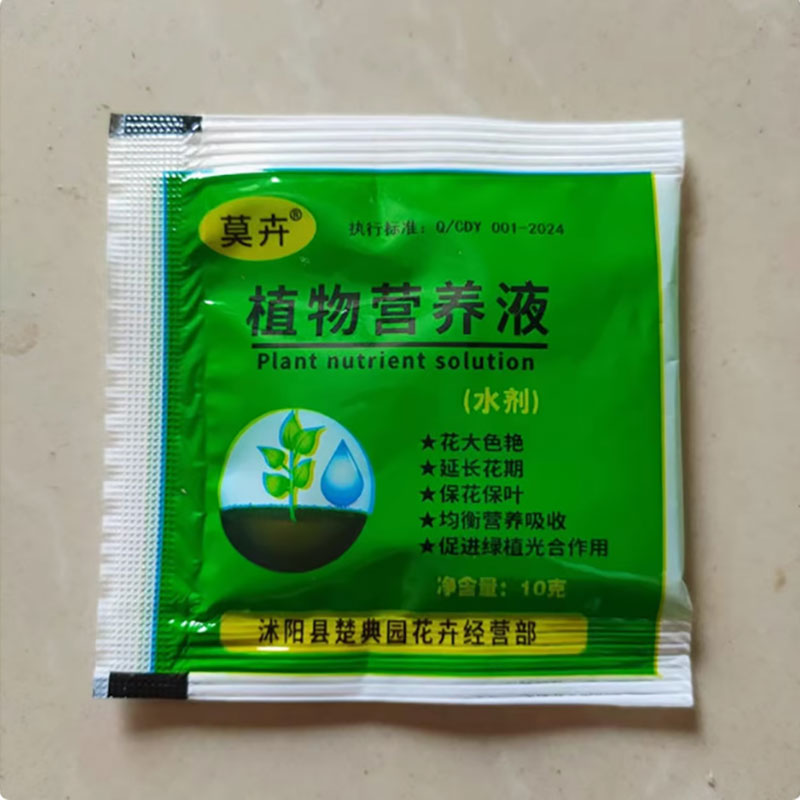 莫卉®
执行标准：Q/CDY 001-2024
植物营养液
Plant nutrient solution
(水剂)
★花大色艳
★延长花期
★保花保叶
★均衡营养吸收
★促进绿植光合作用
净含量：10克
沭阳县楚典园花卉经营部